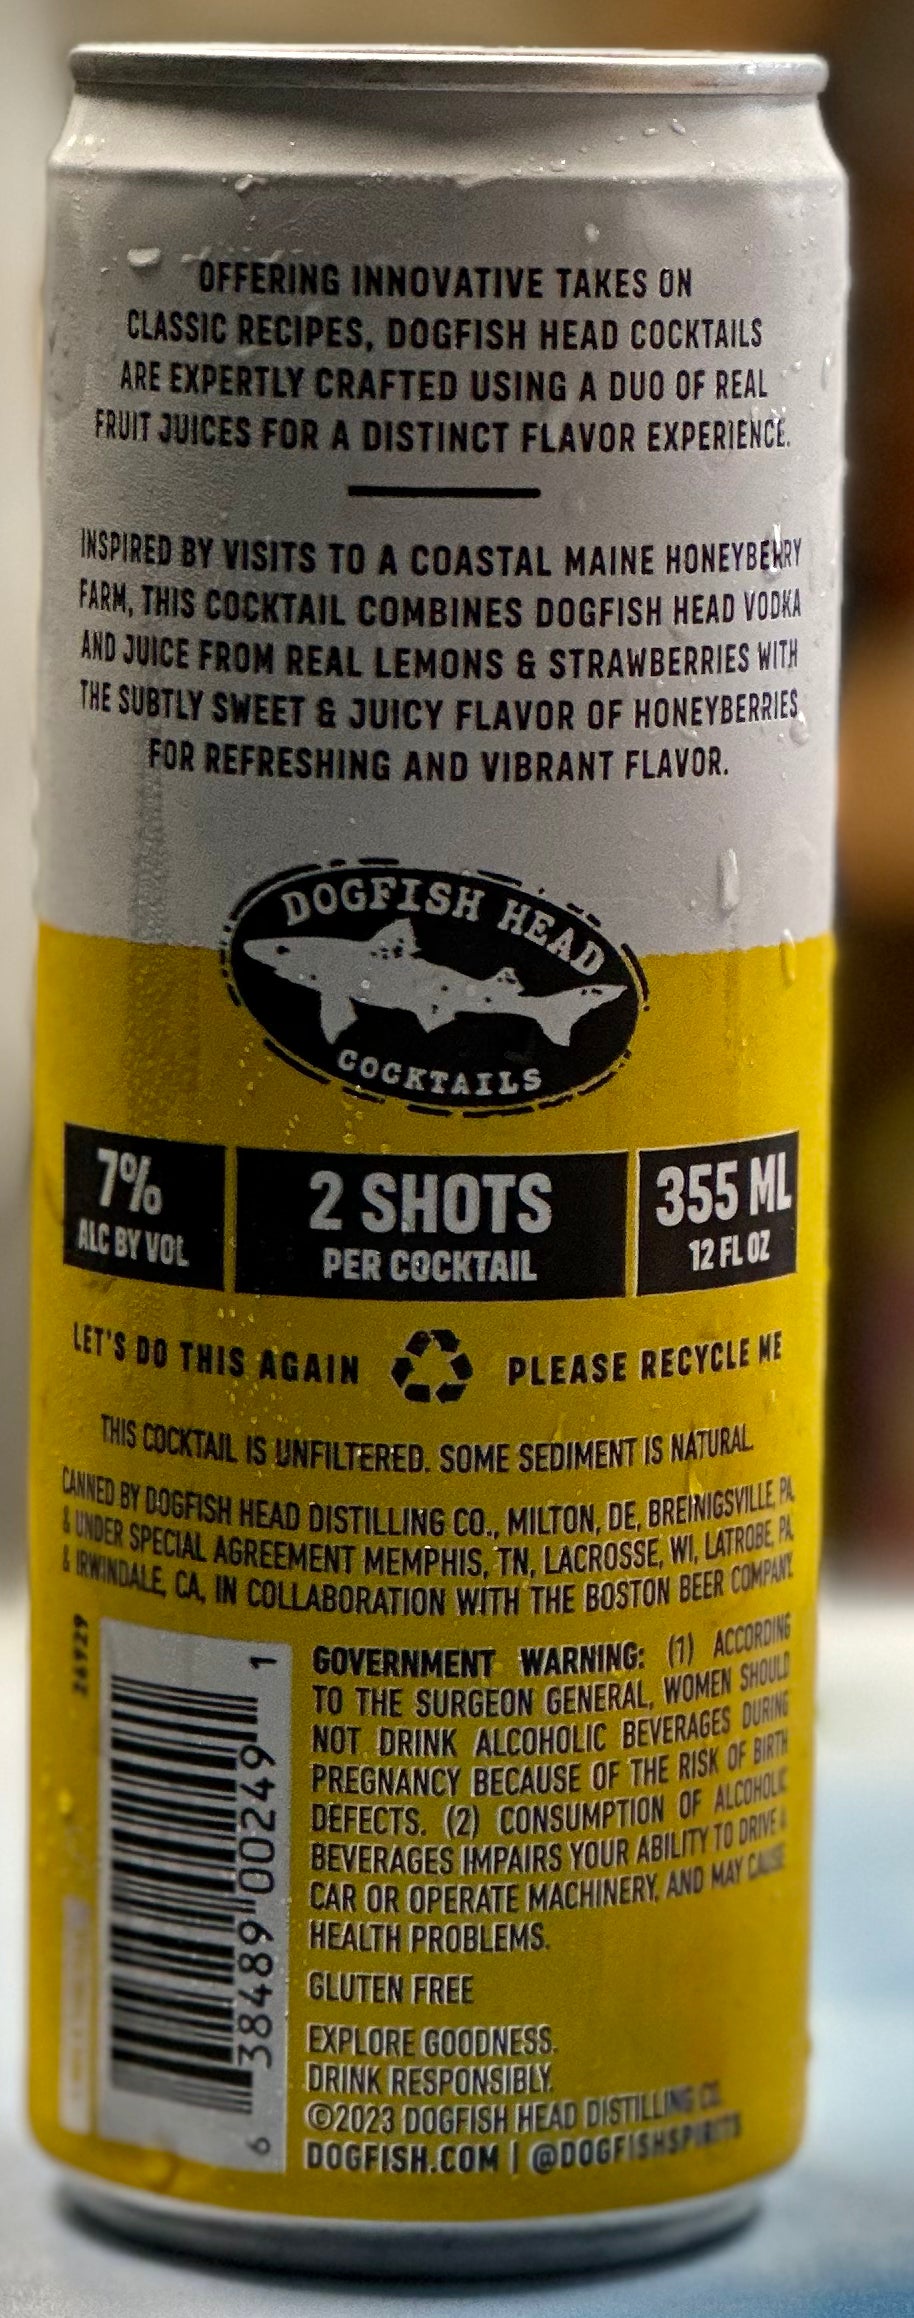 OFFERING INNOVATIVE TAKES ON
CLASSIC RECIPES, DOGFISH HEAD COCKTAILS
ARE EXPERTLY CRAFTED USING A DUO OF REAL
FRUIT JUICES FOR A DISTINCT FLAVOR EXPERIENCE.
INSPIRED BY VISITS TO A COASTAL MAINE HONEYBERRY
FARM, THIS COCKTAIL COMBINES DOGFISH HEAD VODKA
AND JUICE FROM REAL LEMONS & STRAWBERRIES WITH
THE SUBTLY SWEET & JUICY FLAVOR OF HONEYBERRIES
FOR REFRESHING AND VIBRANT FLAVOR.
DOGFISH HEAD
COCKTAILS
7%
ALC BY VOL
2 SHOTS
PER COCKTAIL
355 ML
12 FL OZ
LET'S DO THIS AGAIN PLEASE RECYCLE ME
THIS COCKTAIL IS UNFILTERED. SOME SEDIMENT IS NATURAL.
CANNED BY DOGFISH HEAD DISTILLING CO., MILTON, DE, BREINIGSVILLE, PA,
& UNDER SPECIAL AGREEMENT MEMPHIS, TN, LACROSSE, WI, LATROBE, PA,
& IRWINDALE, CA, IN COLLABORATION WITH THE BOSTON BEER COMPANY.
26929
6 38489 00249 1
GOVERNMENT WARNING: (1) ACCORDING
TO THE SURGEON GENERAL, WOMEN SHOULD
NOT DRINK ALCOHOLIC BEVERAGES DURING
PREGNANCY BECAUSE OF THE RISK OF BIRTH
DEFECTS. (2) CONSUMPTION OF ALCOHOLIC
BEVERAGES IMPAIRS YOUR ABILITY TO DRIVE A
CAR OR OPERATE MACHINERY, AND MAY CAUSE
HEALTH PROBLEMS.
GLUTEN FREE
EXPLORE GOODNESS.
DRINK RESPONSIBLY.
©2023 DOGFISH HEAD DISTILLING CO.
DOGFISH.COM | @DOGFISHSPIRITS